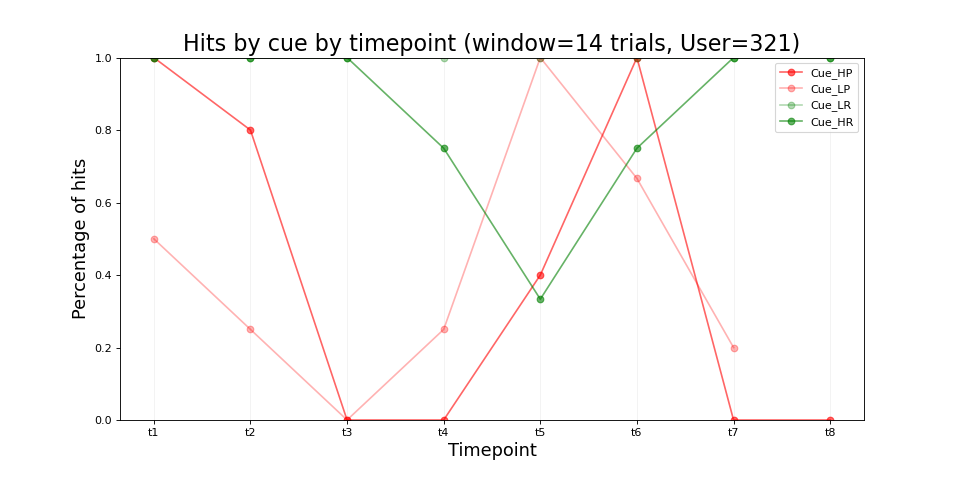 Hits by cue by timepoint (window=14 trials, User=321)
Percentage of hits
1.0
0.8
0.6
0.4
0.2
0.0
Cue_HP
Cue_LP
Cue_LR
Cue_HR
t1 t2 t3 t4 t5 t6 t7 t8
Timepoint